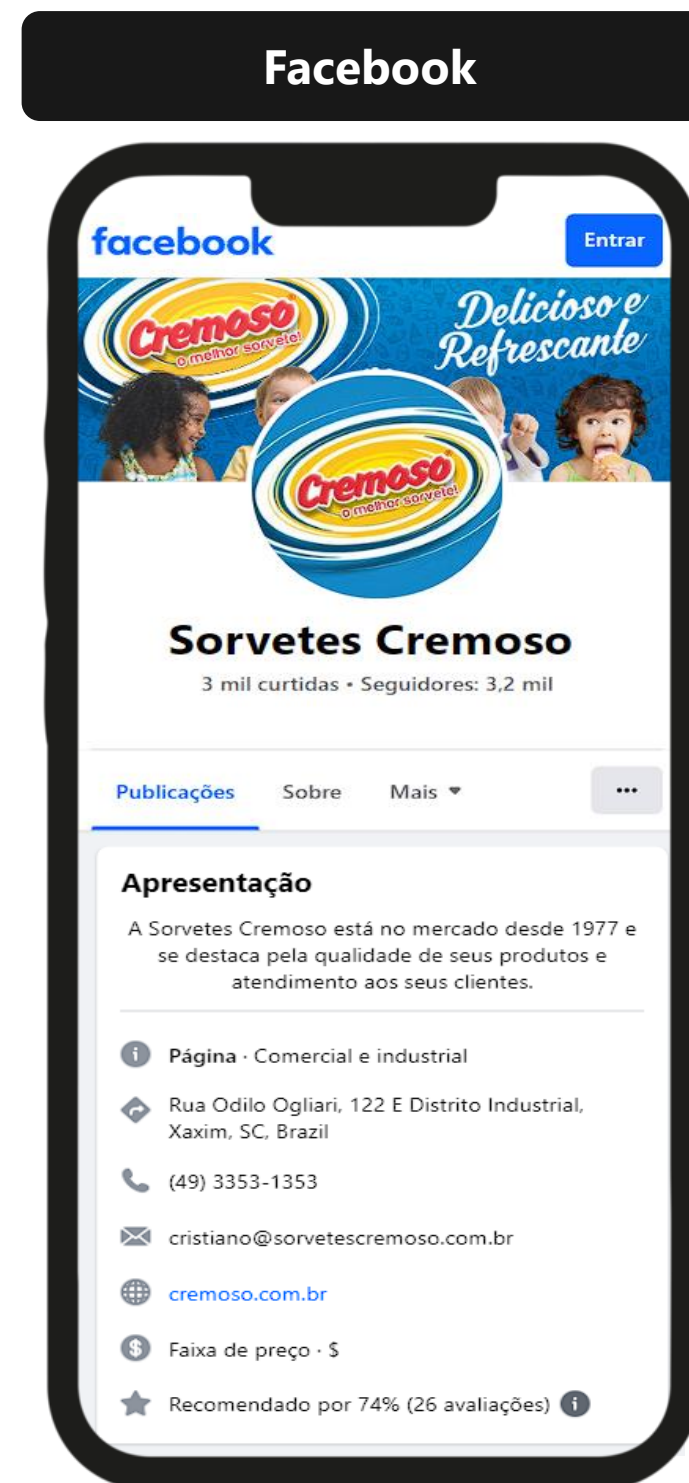 Facebook
facebook
Entrar
Cremoso
o melhor sorvete!
Delicioso e
Refrescante
Cremoso
o melhor sorvete!
Sorvetes Cremoso
3 mil curtidas • Seguidores: 3,2 mil
Publicações Sobre Mais
Apresentação
A Sorvetes Cremoso está no mercado desde 1977 e
se destaca pela qualidade de seus produtos e
atendimento aos seus clientes.
Página · Comercial e industrial
Rua Odilo Ogliari, 122 E Distrito Industrial,
Xaxim, SC, Brazil
(49) 3353-1353
cristiano@sorvetescremoso.com.br
cremoso.com.br
Faixa de preço · $
Recomendado por 74% (26 avaliações)